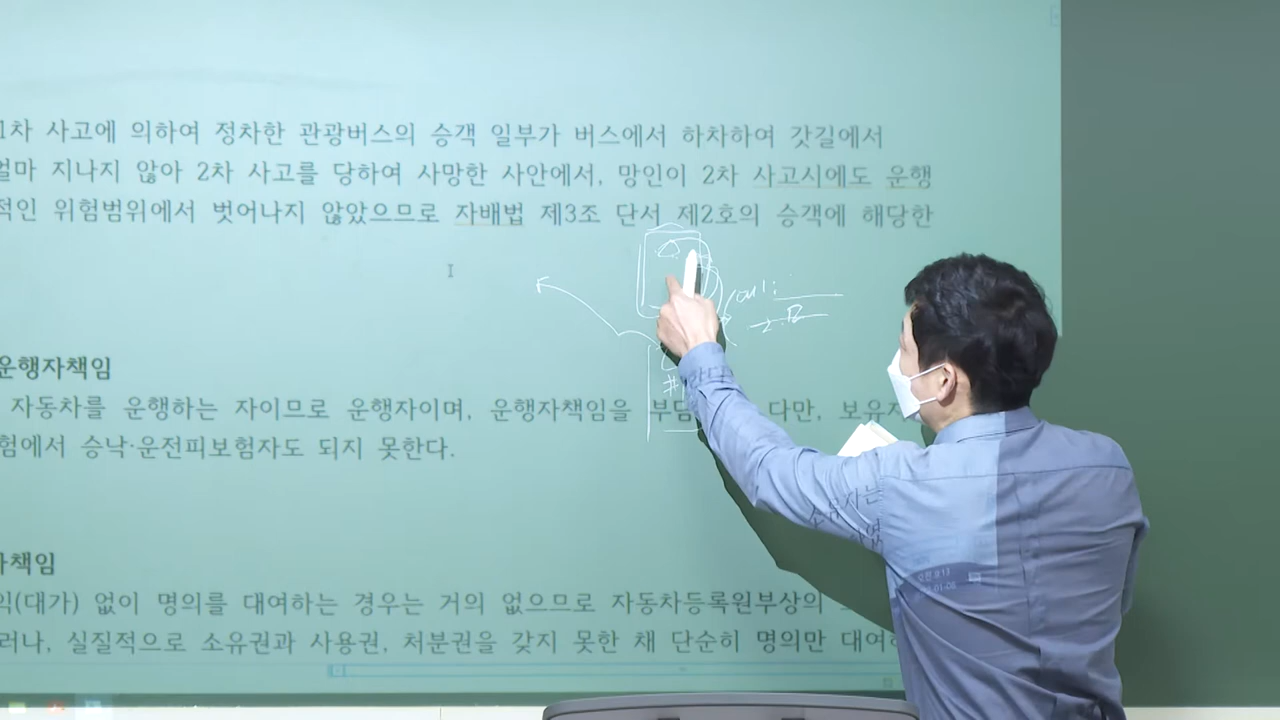 1차 사고에 의하여 정차한 관광버스의 승객 일부가 버스에서 하차하여 갓길에서
얼마 지나지 않아 2차 사고를 당하여 사망한 사안에서, 망인이 2차 사고시에도 운행
적인 위험범위에서 벗어나지 않았으므로 자배법 제3조 단서 제2호의 승객에 해당한
운행자책임
자동차를 운행하는 자이므로 운행자이며, 운행자책임을 부담 다만, 보유자
험에서 승낙·운전피보험자도 되지 못한다.
소유자는
자책임
익(대가) 없이 명의를 대여하는 경우는 거의 없으므로 자동차등록원부상의
러나, 실질적으로 소유권과 사용권, 처분권을 갖지 못한 채 단순히 명의만 대여